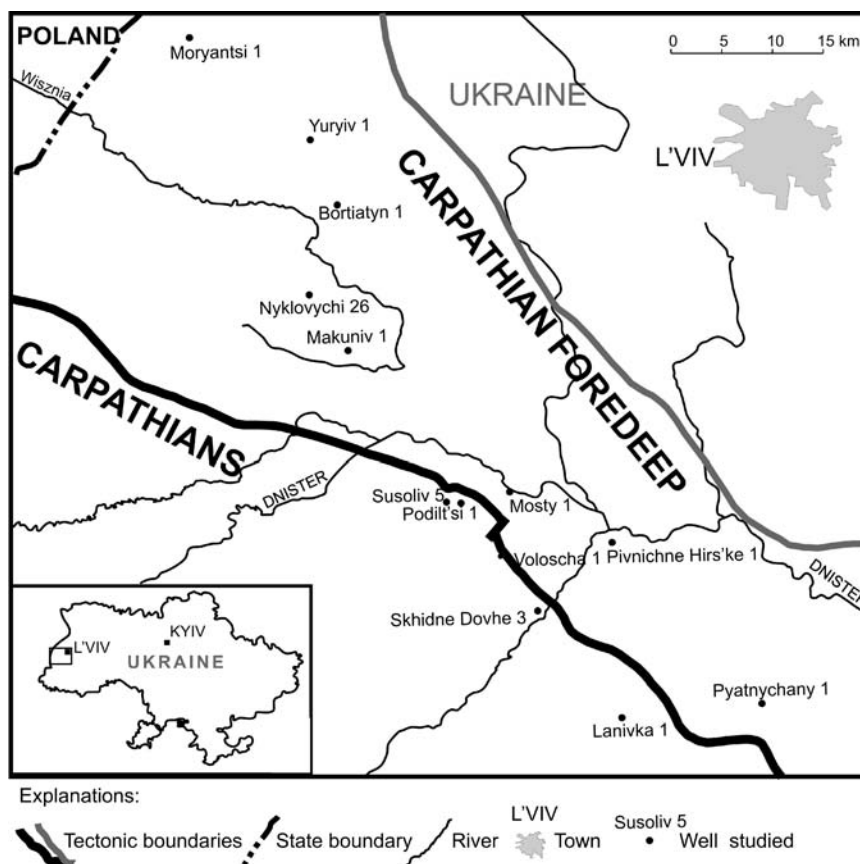 POLAND
Moryantsi 1
0 5 10 15 km
Wisznia
UKRAINE
Yuryiv 1
L'VIV
CARPATHIAN FOREDEEP
Bortiatyn 1
Nyklovychi 26
Makuniv 1
CARPATHIANS
DNISTER
Susoliv 5
Podilt'si 1
Mosty 1
Voloscha 1
Pivnichne Hirs'ke 1
DNISTER
Skhidne Dovhe 3
L'VIV
KYIV
UKRAINE
Pyatnychany 1
Lanivka 1
Explanations:
Tectonic boundaries
State boundary
River
L'VIV
Town
Susoliv 5
Well studied